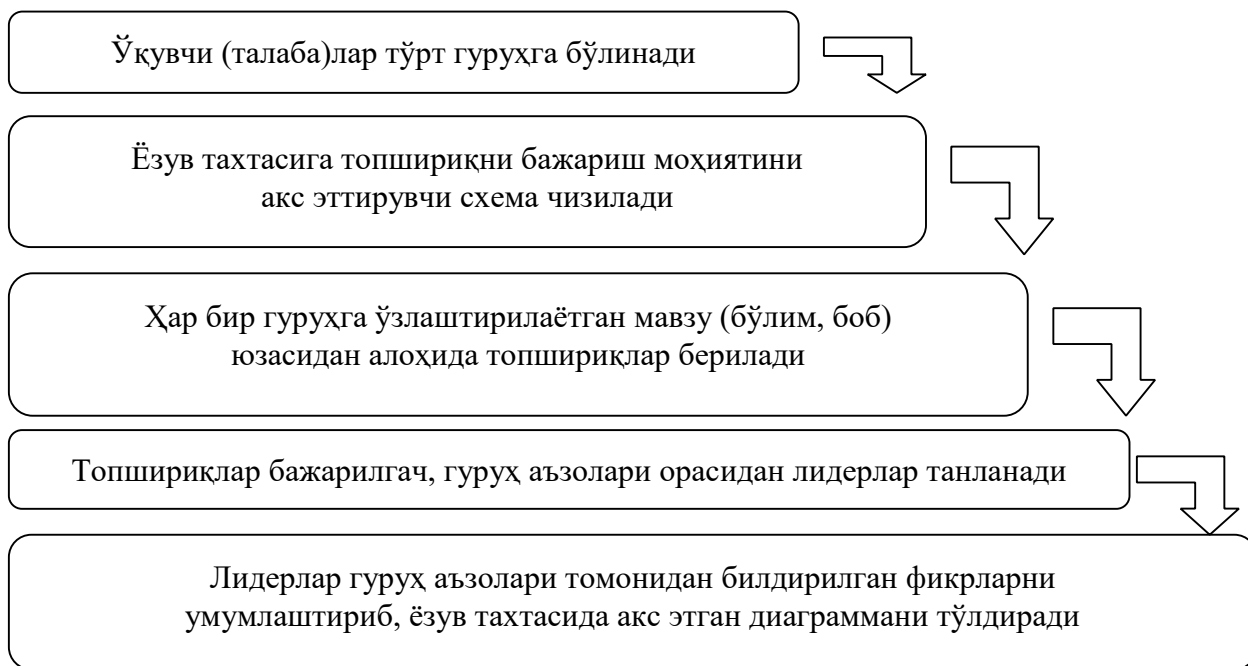 Ўқувчи (талаба)лар тўрт гуруҳга бўлинади
Ёзув тахтасига топшириқни бажариш моҳиятини
акс эттирувчи схема чизилади
Ҳар бир гуруҳга ўзлаштирилаётган мавзу (бўлим, боб)
юзасидан алоҳида топшириқлар берилади
Топшириқлар бажарилгач, гуруҳ аъзолари орасидан лидерлар танланади
Лидерлар гуруҳ аъзолари томонидан билдирилган фикрларни
умумлаштириб, ёзув тахтасида акс этган диаграммани тўлдиради